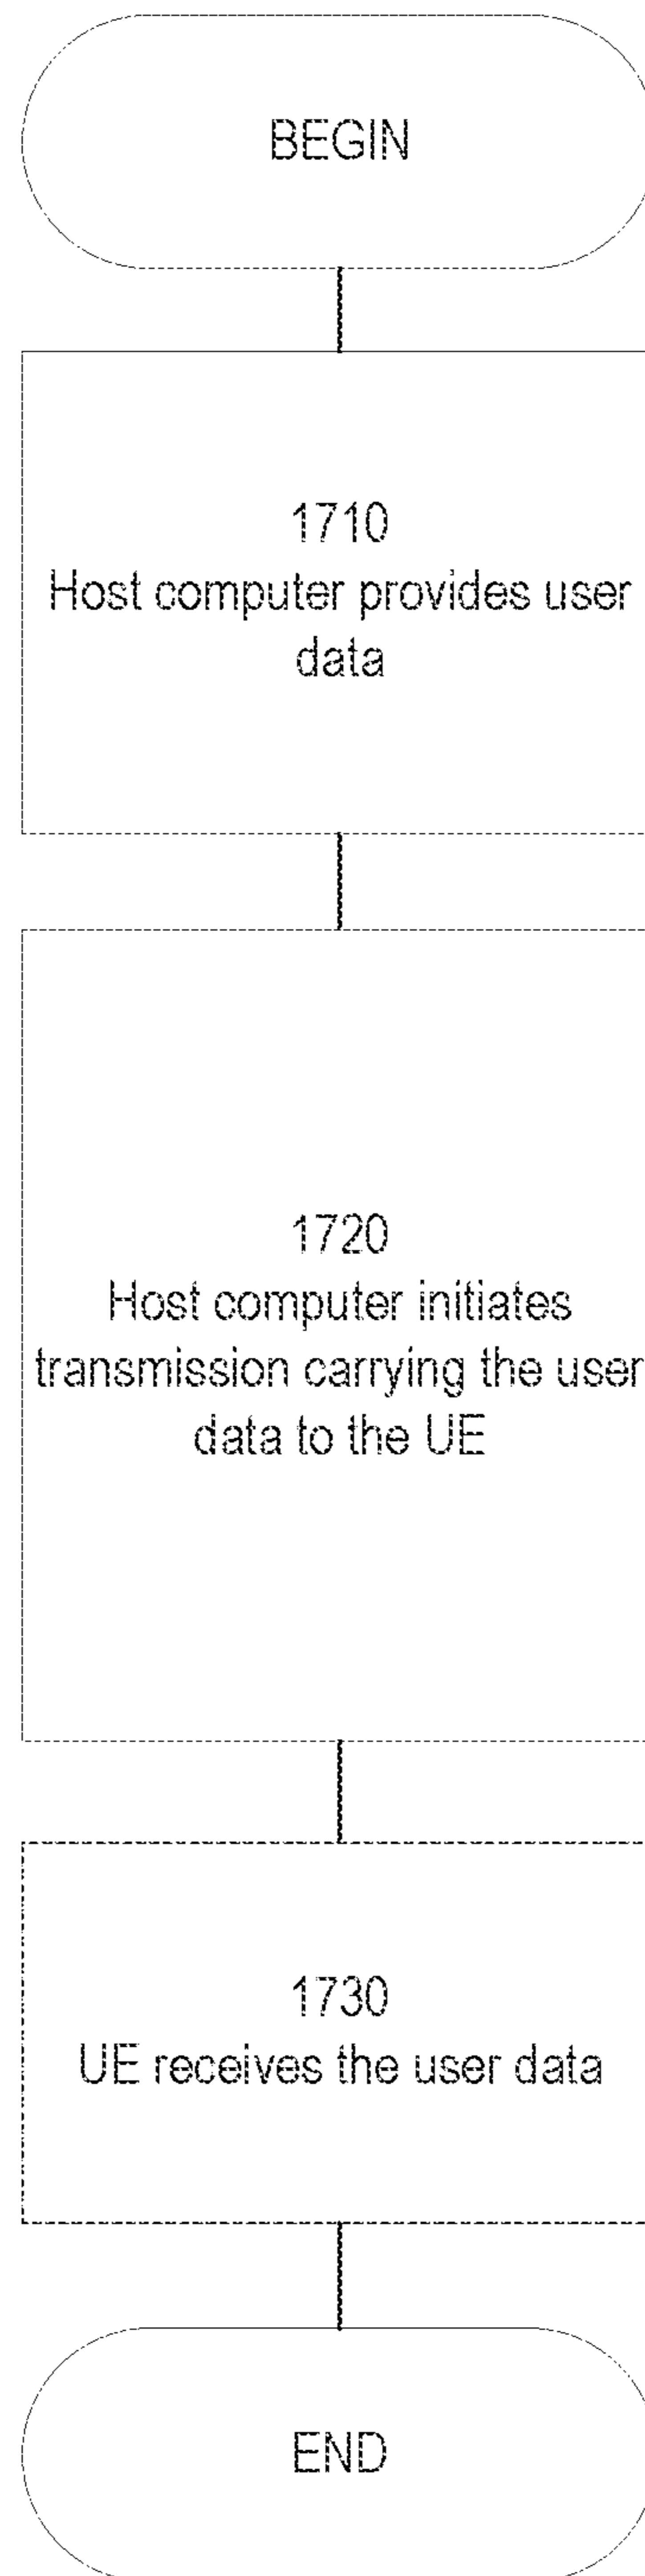 BEGIN
1710
Host computer provides user
data
1720
Host computer initiates
transmission carrying the user
data to the UE
1730
UE receives the user data
END